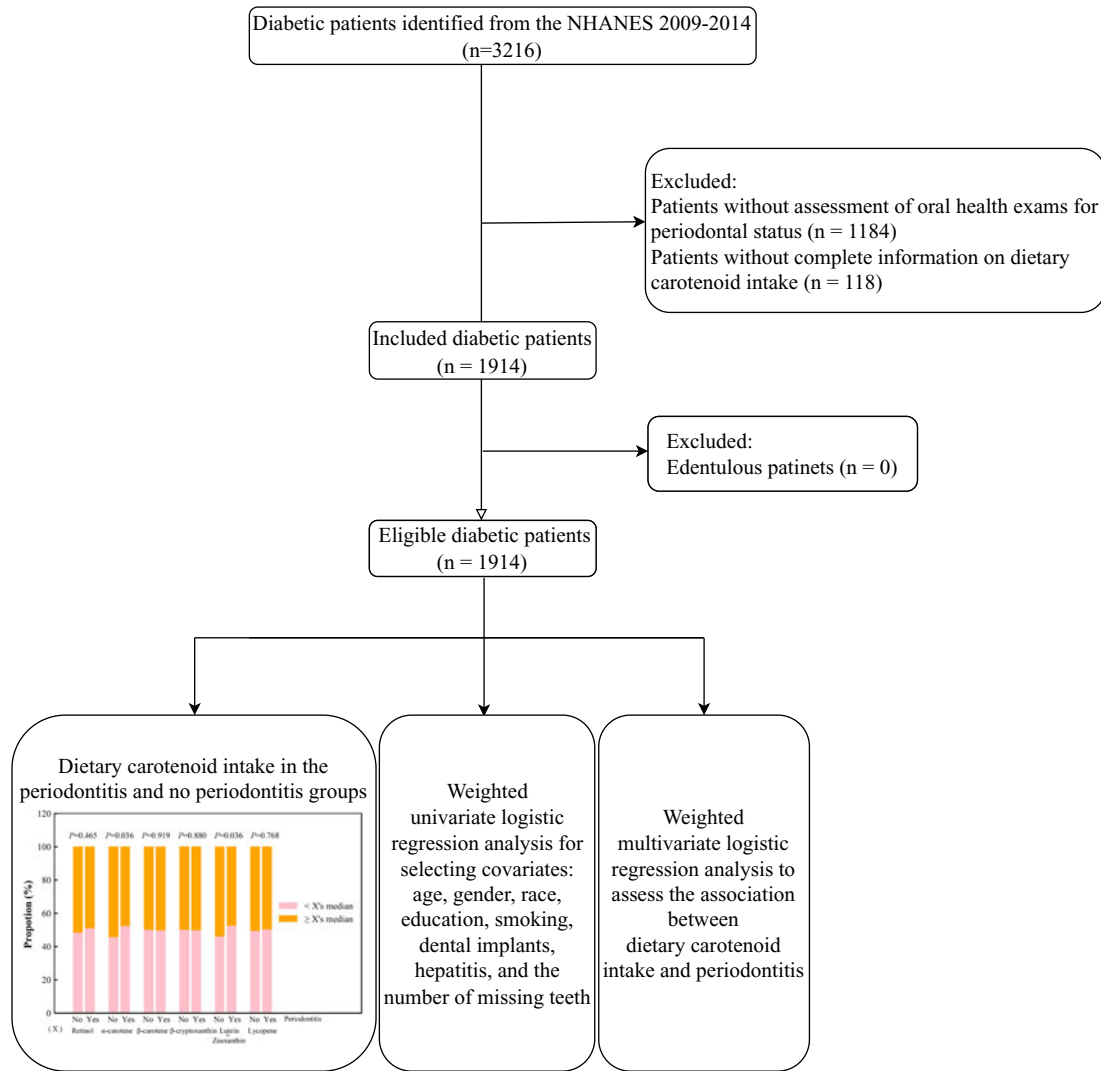 Diabetic patients identified from the NHANES 2009-2014
(n=3216)
Excluded:
Patients without assessment of oral health exams for
periodontal status (n = 1184)
Patients without complete information on dietary
carotenoid intake (n = 118)
Included diabetic patients
(n = 1914)
Excluded:
Edentulous patinets (n = 0)
Eligible diabetic patients
(n = 1914)
Dietary carotenoid intake in the
periodontitis and no periodontitis groups
120
100
80
60
40
20
0
Propotion (%)
P=0.465 P=0.036 P=0.919 P=0.880 P=0.036 P=0.768
< X's median
≥ X's median
No Yes No Yes No Yes No Yes No Yes No Yes Periodontitis
(X) Retinol α-carotene β-carotene β-cryptoxanthin Lutein Lycopene
+
Zeaxanthin
Weighted
univariate logistic
regression analysis for
selecting covariates:
age, gender, race,
education, smoking,
dental implants,
hepatitis, and the
number of missing teeth
Weighted
multivariate logistic
regression analysis to
assess the association
between
dietary carotenoid
intake and periodontitis